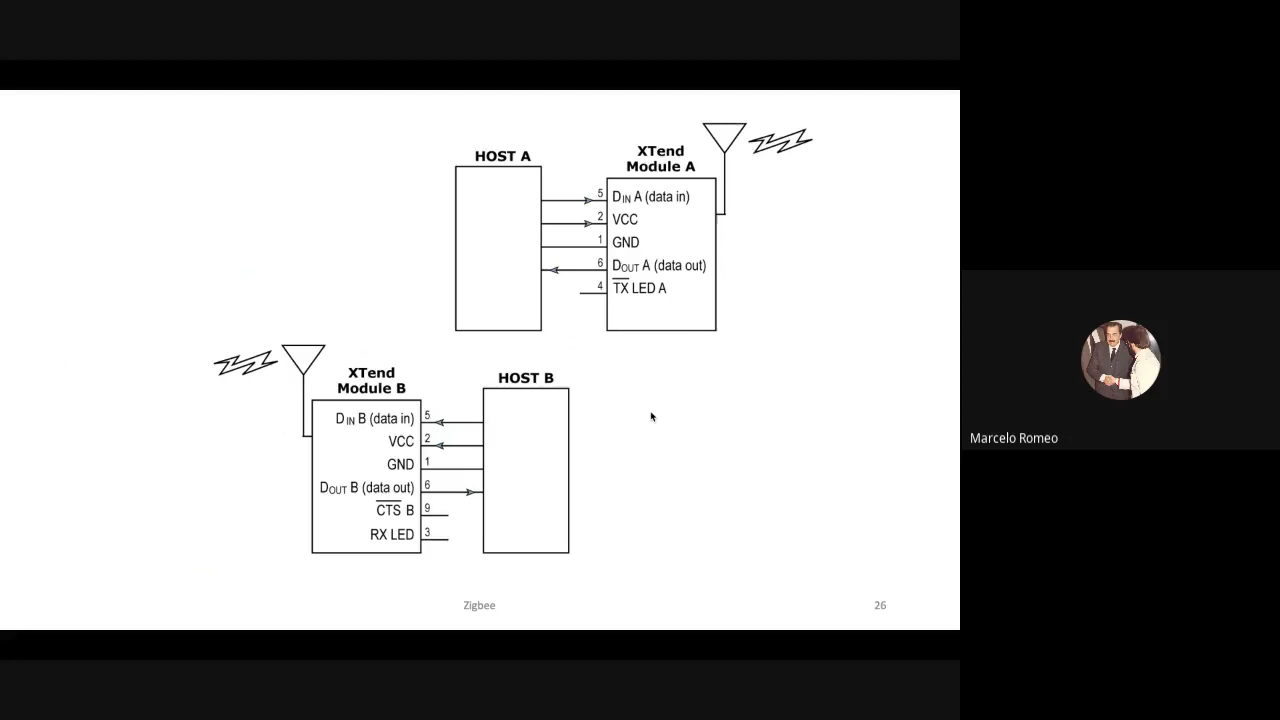 HOST A
XTend
Module A
5 DIN A (data in)
2 VCC
1 GND
6 DOUT A (data out)
4 TX LED A
XTend
Module B
HOST B
DIN B (data in) 5
VCC 2
GND 1
DOUT B (data out) 6
CTS B 9
RX LED 3
Zigbee
26
Marcelo Romeo